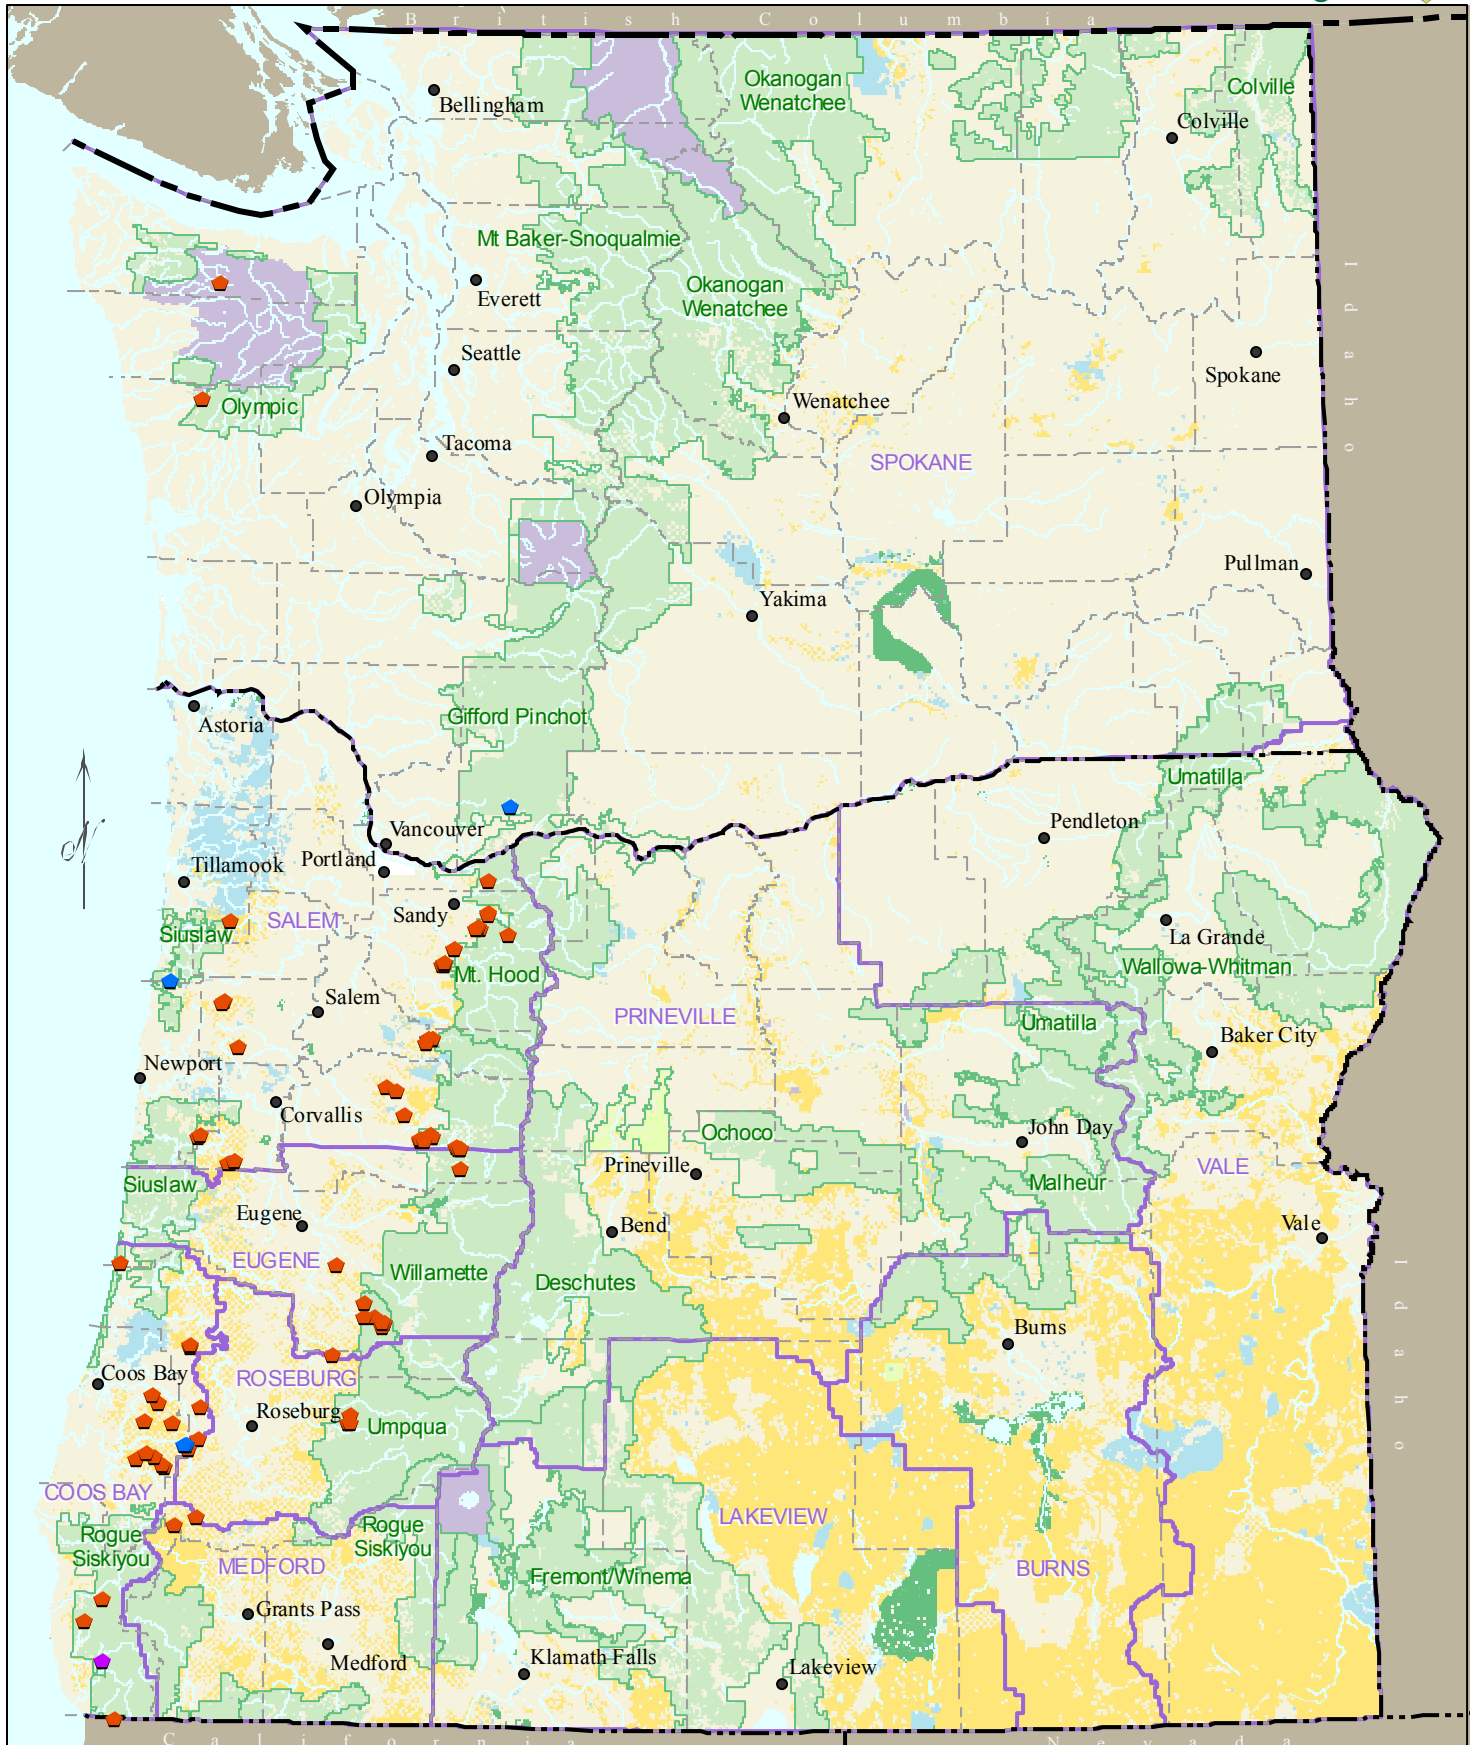 British Columbia
Bellingham
Okanogan
Wenatchee
Colville
Colville
Mt Baker-Snoqualmie
Everett
Okanogan
Wenatchee
Idaho
Seattle
Spokane
Olympic
Wenatchee
Tacoma
SPOKANE
Olympia
Pullman
Yakima
Astoria
Gifford Pinchot
Umatilla
Vancouver
Pendleton
Portland
Tillamook
Sandy
SALEM
Siuslaw
La Grande
Mt. Hood
Wallowa-Whitman
Salem
PRINEVILLE
Umatilla
Baker City
Newport
Corvallis
Ochoco
John Day
Prineville
VALE
Siuslaw
Malheur
Eugene
Bend
Vale
EUGENE
Willamette
Deschutes
Idaho
Burns
Coos Bay
ROSEBURG
Roseburg
Umpqua
COOS BAY
LAKEVIEW
Rogue
Siskiyou
Rogue
Siskiyou
MEDFORD
Fremont/Winema
BURNS
Grants Pass
Medford
Klamath Falls
Lakeview
California
Nevada